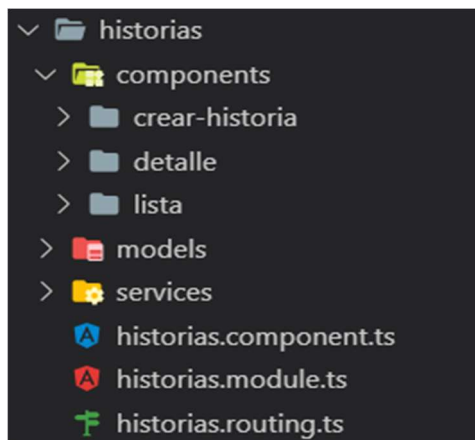 historias
components
crear-historia
detalle
lista
models
services
historias.component.ts
historias.module.ts
historias.routing.ts